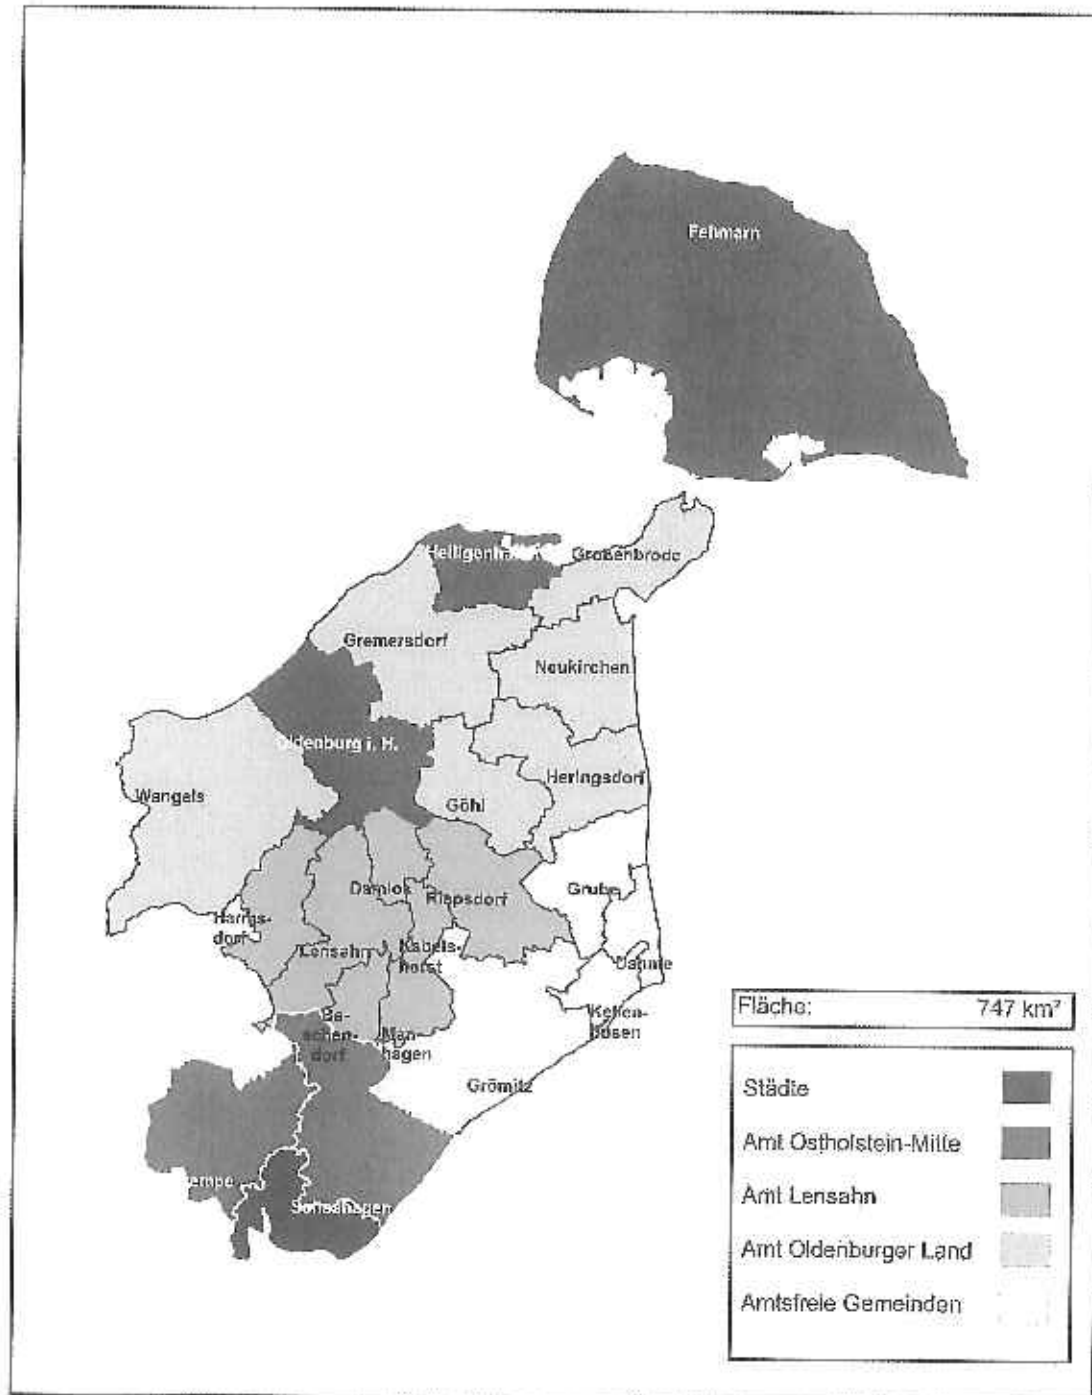 Fehmarn
Heiligenha
Großenbrode
Gremersdorf
Neukirchen
Oldenburg i. H.
Heringsdorf
Wangels
Göhl
Damlos
Riepsdorf
Grube
Harms-
dorf
Lensahn
Kabels-
horst
Dahme
Be-
schen-
dorf
Man-
hagen
Kellen-
husen
Grömitz
empe
Schashagen
Fläche: 747 km²
Städte
Amt Ostholstein-Mitte
Amt Lensahn
Amt Oldenburger Land
Amtsfreie Gemeinden